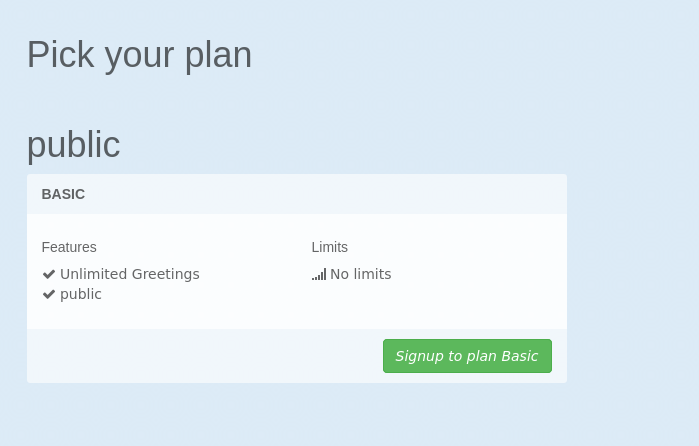 Pick your plan
public
BASIC
Features
Unlimited Greetings
public
Limits
No limits
Signup to plan Basic